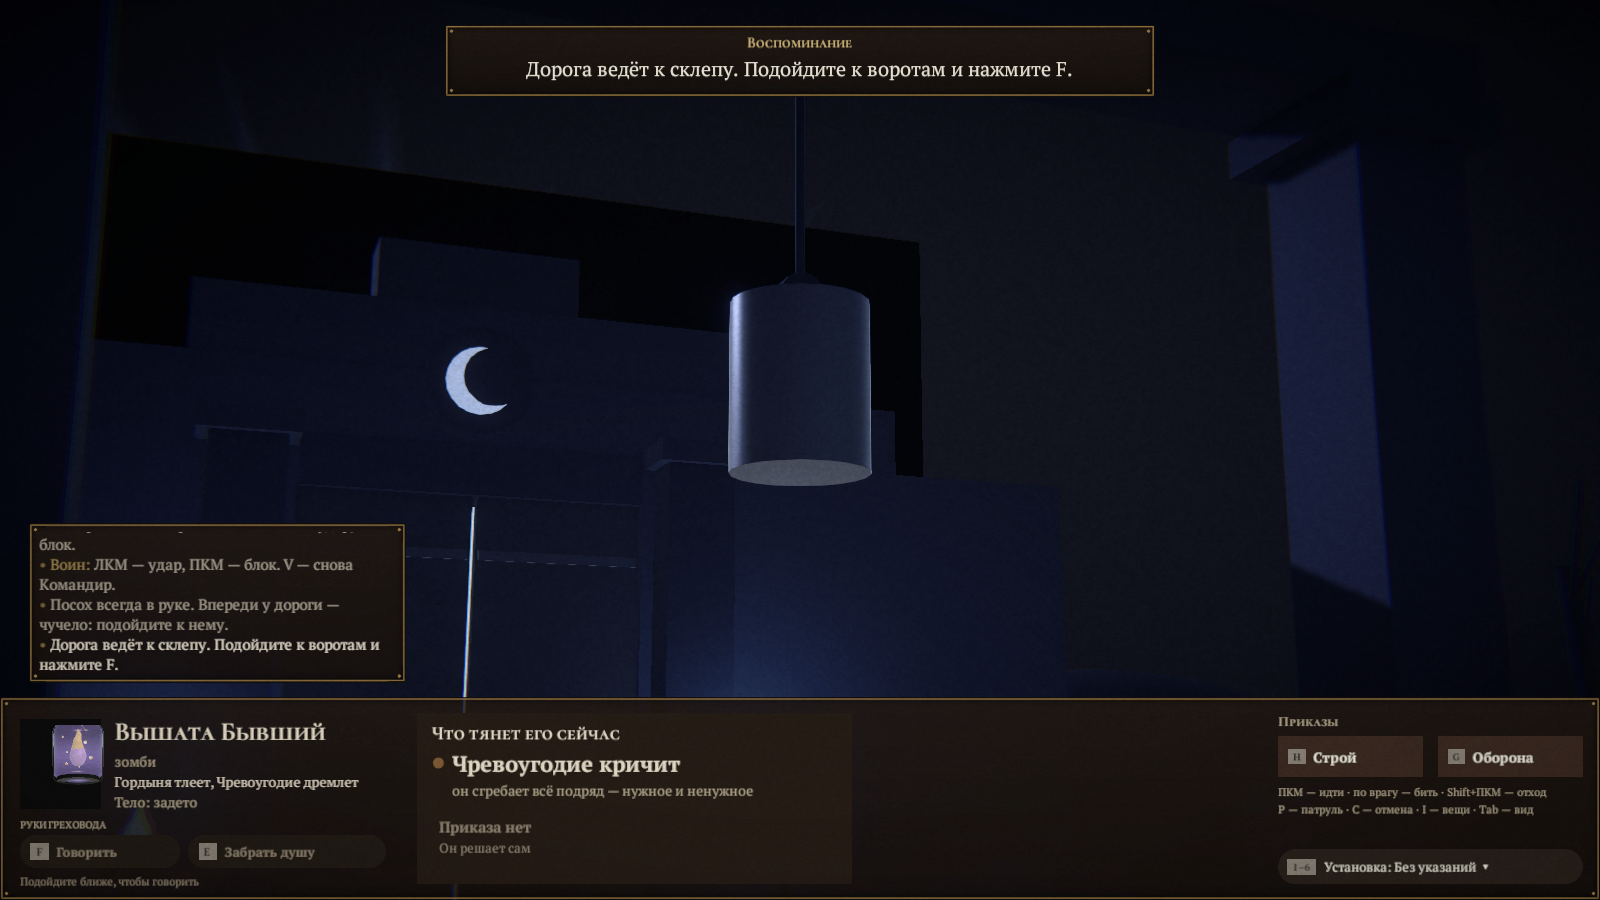 Воспоминание
Дорога ведёт к склепу. Подойдите к воротам и нажмите F.
блок.
• Воин: ЛКМ — удар, ПКМ — блок. V — снова
Командир.
• Посох всегда в руке. Впереди у дороги —
чучело: подойдите к нему.
• Дорога ведёт к склепу. Подойдите к воротам и
нажмите F.
Вышата Бывший
зомби
Гордыня тлеет, Чревоугодие дремлет
Тело: задето
Руки греховода
F Говорить
E Забрать душу
Подойдите ближе, чтобы говорить
Что тянет его сейчас
Чревоугодие кричит
он сгребает всё подряд — нужное и ненужное
Приказа нет
Он решает сам
Приказы
H Строй
G Оборона
ПКМ — идти · по врагу — бить · Shift+ПКМ — отход
P — патруль · C — отмена · I — вещи · Tab — вид
1–6 Установка: Без указаний ▾